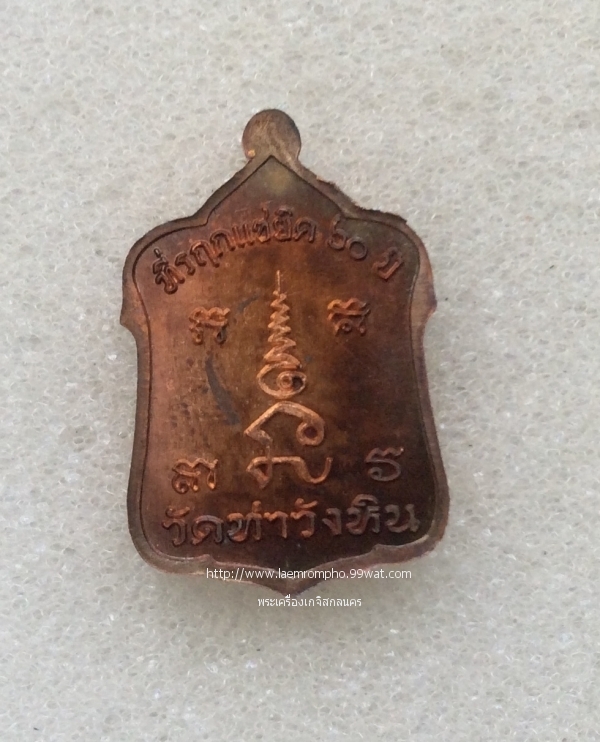 ที่รฤกแซยิด ๖๐ ปี
วัดท่าวังหิน
http://www.laemrompho.99wat.com
พระเครื่องเกจิสกลนคร